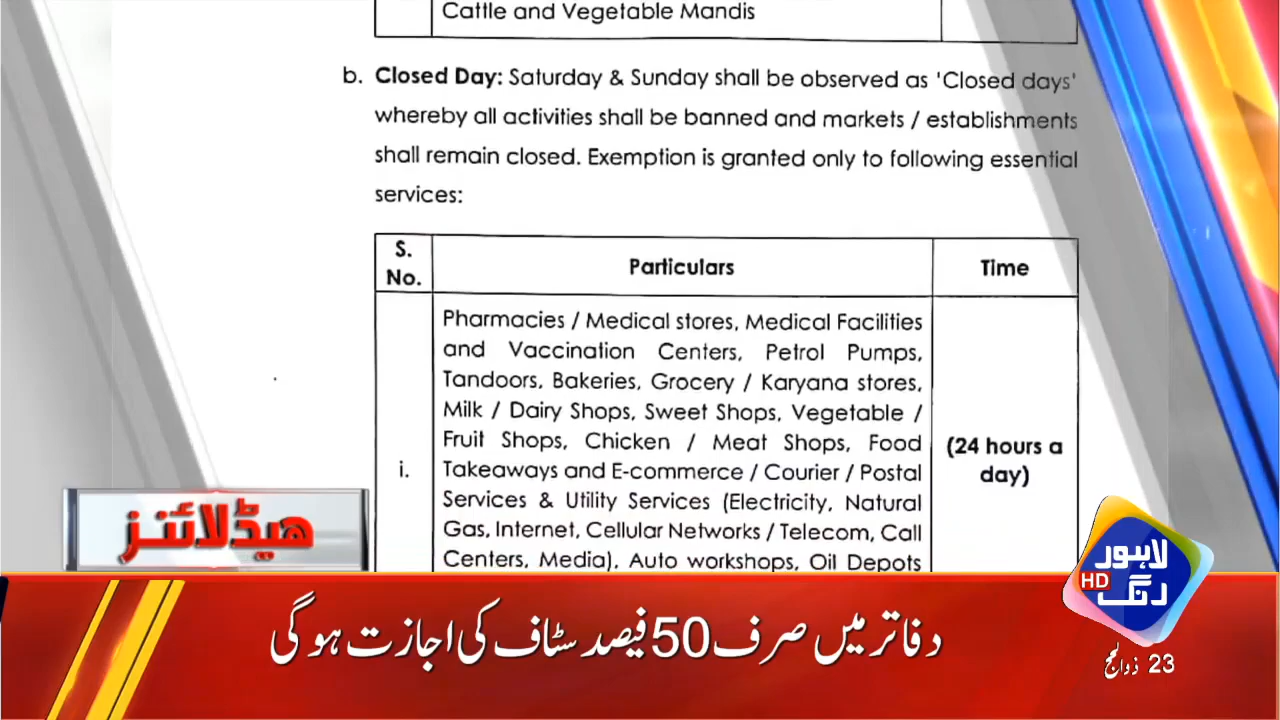 Cattle and Vegetable Mandis
b. Closed Day: Saturday & Sunday shall be observed as 'Closed days'
whereby all activities shall be banned and markets / establishments
shall remain closed. Exemption is granted only to following essential
services:
S. No.
Particulars
Time
i.
Pharmacies / Medical stores, Medical Facilities
and Vaccination Centers, Petrol Pumps,
Tandoors, Bakeries, Grocery / Karyana stores,
Milk / Dairy Shops, Sweet Shops, Vegetable /
Fruit Shops, Chicken / Meat Shops, Food
Takeaways and E-commerce / Courier / Postal
Services & Utility Services (Electricity, Natural
Gas, Internet, Cellular Networks / Telecom, Call
Centers, Media), Auto workshops, Oil Depots
(24 hours a
day)
ہیڈلائنز
لاہور
رنگ
HD
دفاتر میں صرف 50 فیصد سٹاف کی اجازت ہوگی
23 ذوالحج